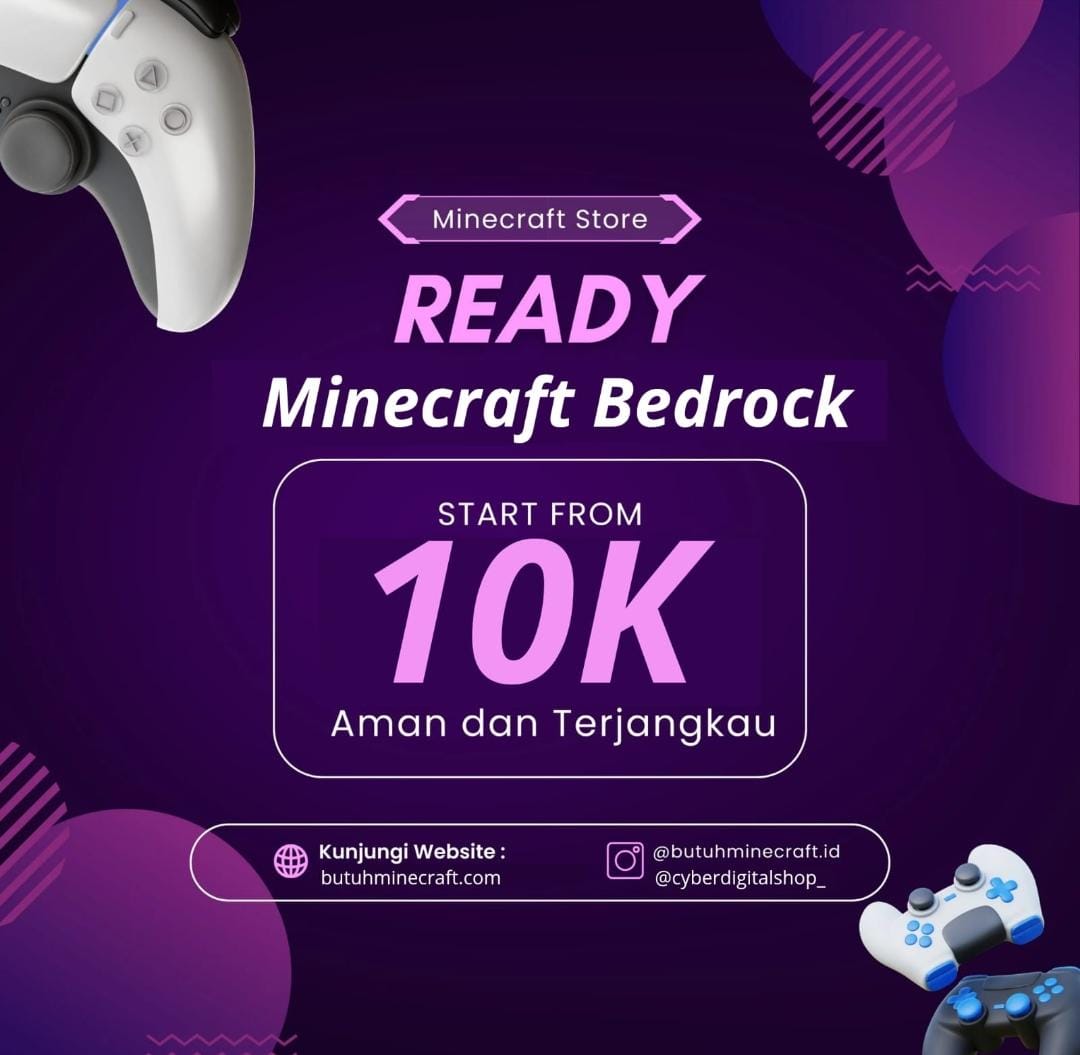 Minecraft Store
READY
Minecraft Bedrock
START FROM
10K
Aman dan Terjangkau
Kunjungi Website :
butuhminecraft.com
@butuhminecraft.id
@cyberdigitalshop_